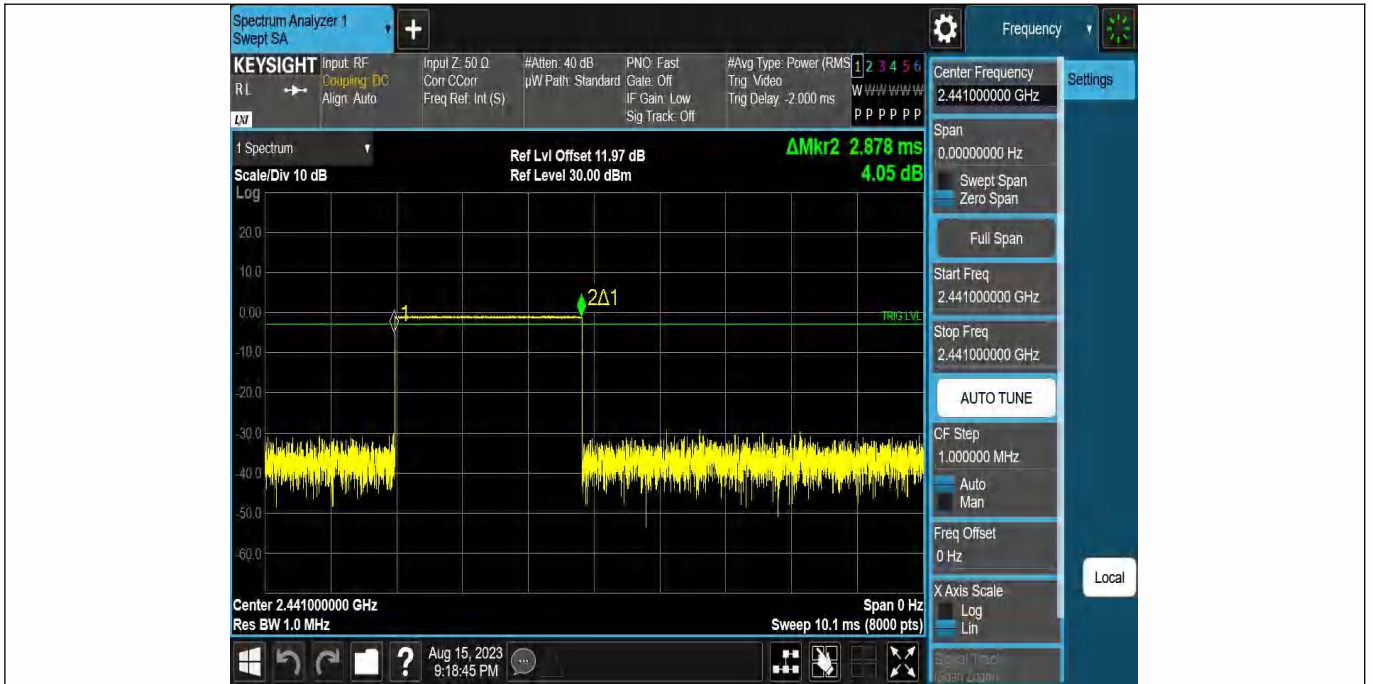 Spectrum Analyzer 1
Swept SA
+
Frequency
KEYSIGHT
R L
LXI
Input: RF
Coupling: DC
Align: Auto
Input Z: 50 Ω
Corr CCorr
Freq Ref: Int (S)
#Atten: 40 dB
µW Path: Standard
PNO: Fast
Gate: Off
IF Gain: Low
Sig Track: Off
#Avg Type: Power (RMS
Trig: Video
Trig Delay: -2.000 ms
1 2 3 4 5 6
W W W W W W
P P P P P P
Center Frequency
2.441000000 GHz
Settings
Span
0.00000000 Hz
Swept Span
Zero Span
Full Span
Start Freq
2.441000000 GHz
Stop Freq
2.441000000 GHz
AUTO TUNE
CF Step
1.000000 MHz
Auto
Man
Freq Offset
0 Hz
X Axis Scale
Log
Lin
Signal Track
(Span Zoom)
Local
1 Spectrum
Scale/Div 10 dB
Ref Lvl Offset 11.97 dB
Ref Level 30.00 dBm
ΔMkr2 2.878 ms
4.05 dB
Log
20.0
10.0
0.00
-10.0
-20.0
-30.0
-40.0
-50.0
-60.0
1
2Δ1
TRIG LVL
Center 2.441000000 GHz
Res BW 1.0 MHz
Span 0 Hz
Sweep 10.1 ms (8000 pts)
?
Aug 15, 2023
9:18:45 PM